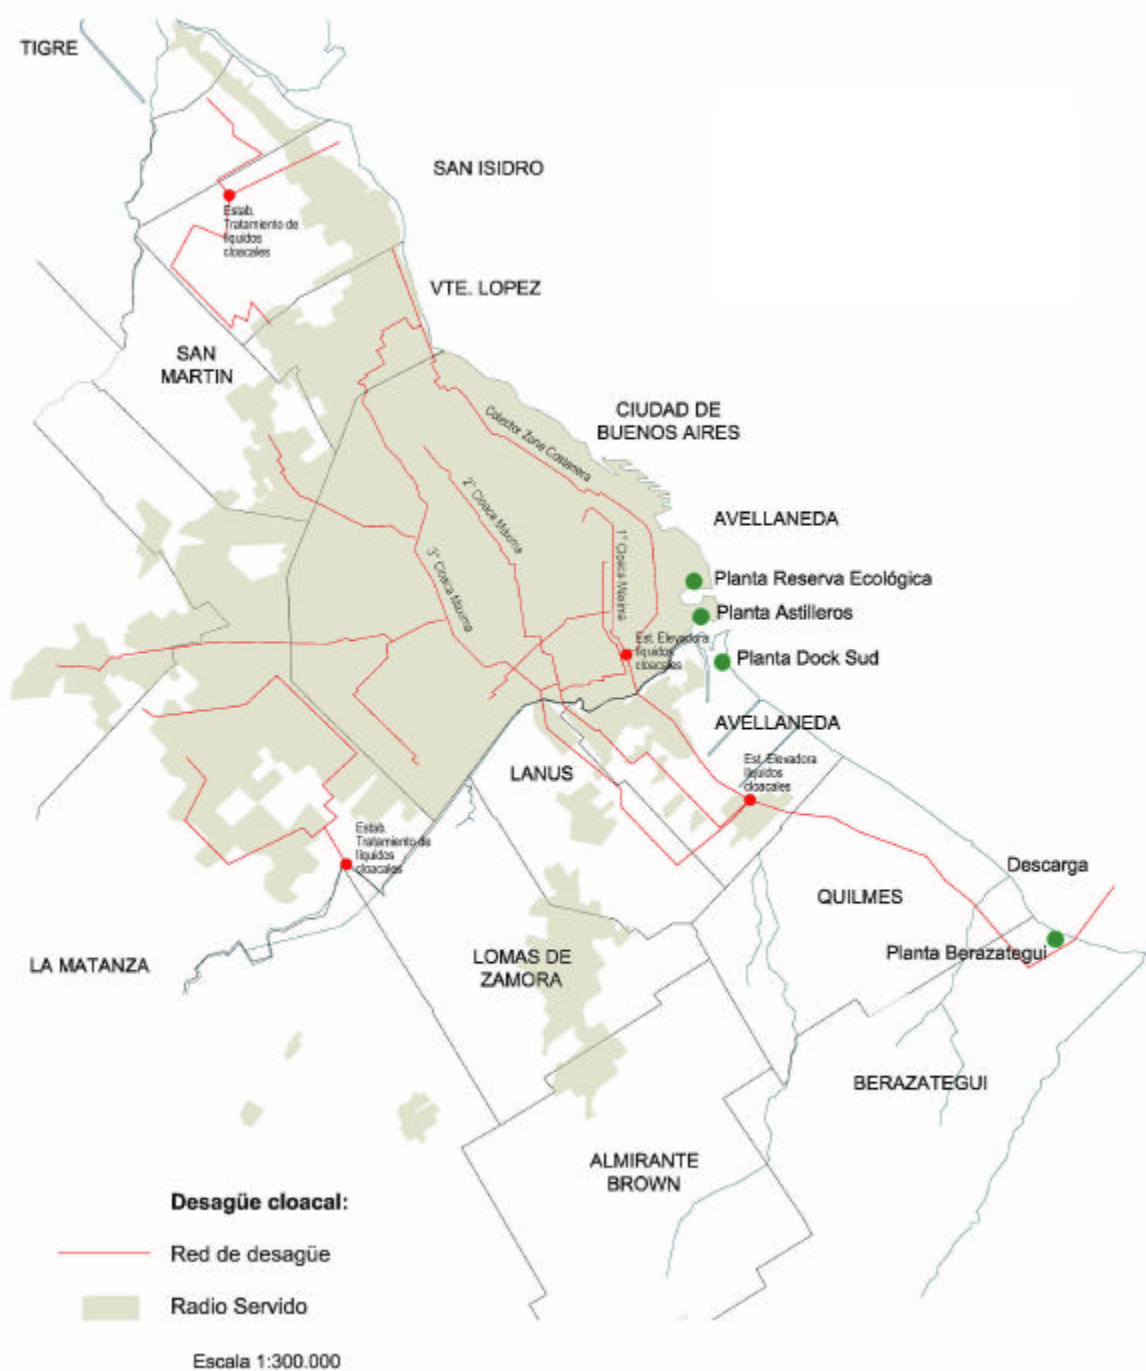 TIGRE
SAN ISIDRO
Estab.
Tratamiento de
líquidos
cloacales
VTE. LOPEZ
SAN
MARTIN
CIUDAD DE
BUENOS AIRES
Colector Zona Costanera
2° Cloaca Máxima
1° Cloaca Máxima
3° Cloaca Máxima
AVELLANEDA
Planta Reserva Ecológica
Planta Astilleros
Est. Elevadora
líquidos
cloacales
Planta Dock Sud
AVELLANEDA
LANUS
Est. Elevadora
líquidos
cloacales
Estab.
Tratamiento de
líquidos
cloacales
Descarga
QUILMES
Planta Berazategui
LA MATANZA
LOMAS DE
ZAMORA
BERAZATEGUI
ALMIRANTE
BROWN
Desagüe cloacal:
Red de desagüe
Radio Servido
Escala 1:300.000